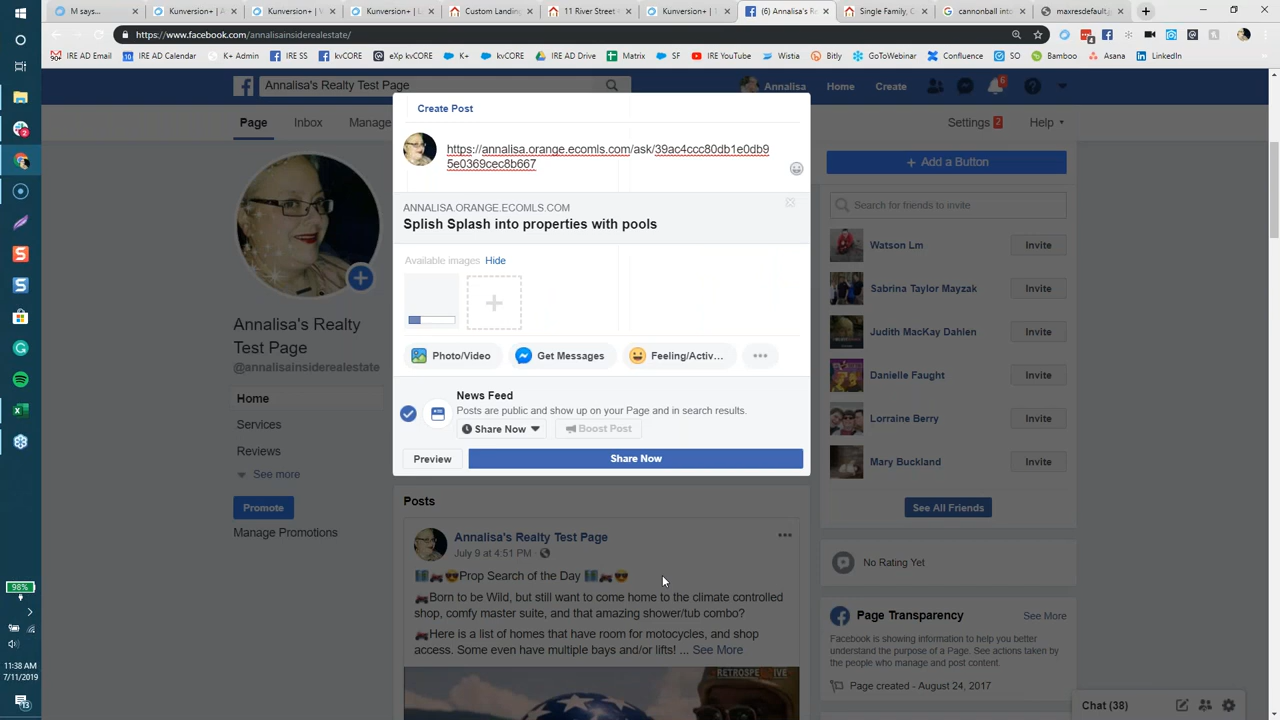 My says...
Kunversion+ | A
Kunversion+ | V
Kunversion+ | W
Custom Landing
11 River Street
Kunversion+
(6) Annalisa's R
Single Family, C
cannonball into
maxresdefault.j
https://www.facebook.com/annalisainsiderealestate/
IRE AD Email
IRE AD Calendar
K+ Admin
IRE SS
kvCORE
eXp kvCORE
K+
kvCORE
IRE AD Drive
Matrix
SF
IRE YouTube
Wistia
Bitly
GoToWebinar
Confluence
SO
Bamboo
Asana
LinkedIn
Annalisa's Realty Test Page
Annalisa
Home
Create
6
Page
Inbox
Manage
Settings 2
Help
Create Post
https://annalisa.orange.ecomls.com/ask/39ac4ccc80db1e0db9
5e0369cec8b667
ANNALISA.ORANGE.ECOMLS.COM
Splish Splash into properties with pools
Available images Hide
Photo/Video
Get Messages
Feeling/Activ...
News Feed
Posts are public and show up on your Page and in search results.
Share Now
Boost Post
Preview
Share Now
Annalisa's Realty
Test Page
@annalisainsiderealestate
Home
Services
Reviews
See more
Promote
Manage Promotions
Posts
Annalisa's Realty Test Page
July 9 at 4:51 PM
Prop Search of the Day
Born to be Wild, but still want to come home to the climate controlled
shop, comfy master suite, and that amazing shower/tub combo?
Here is a list of homes that have room for motocycles, and shop
access. Some even have multiple bays and/or lifts! ... See More
+ Add a Button
Search for friends to invite
Watson Lm
Invite
Sabrina Taylor Mayzak
Invite
Judith MacKay Dahlen
Invite
Danielle Faught
Invite
Lorraine Berry
Invite
Mary Buckland
Invite
See All Friends
No Rating Yet
Page Transparency
See More
Facebook is showing information to help you better
understand the purpose of a Page. See actions taken by
the people who manage and post content.
Page created - August 24, 2017
Chat (38)
98%
11:38 AM
7/11/2019